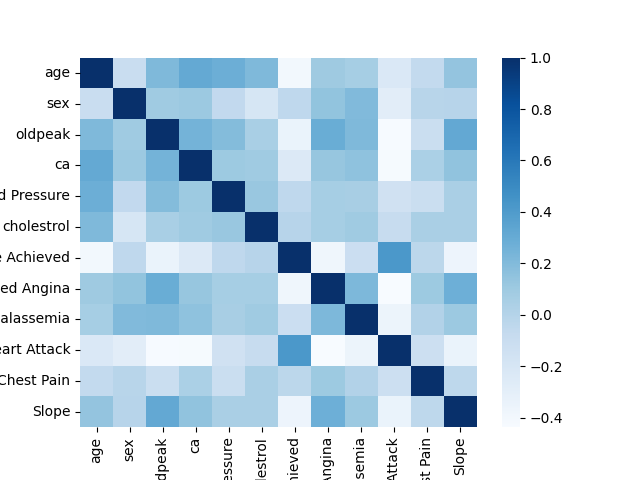 age
sex
oldpeak
ca
d Pressure
cholestrol
e Achieved
ed Angina
alassemia
eart Attack
Chest Pain
Slope
age
sex
dpeak
ca
essure
lestrol
hieved
Angina
semia
Attack
st Pain
Slope
1.0
0.8
0.6
0.4
0.2
0.0
−0.2
−0.4